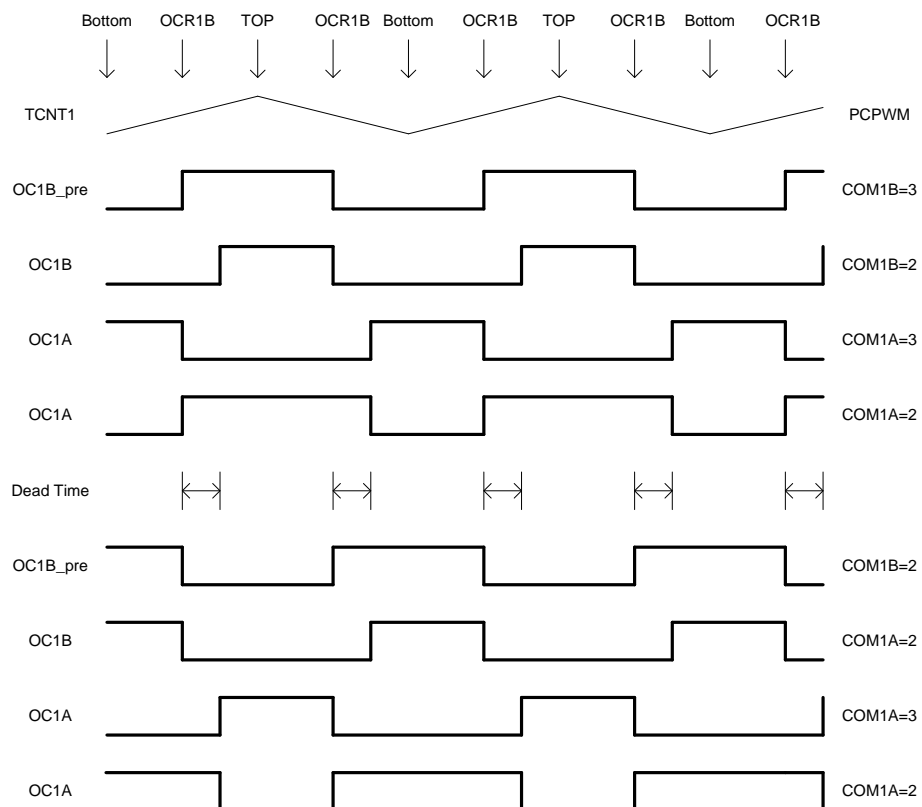 Bottom OCR1B TOP OCR1B Bottom OCR1B TOP OCR1B Bottom OCR1B
TCNT1 PCPWM
OC1B_pre COM1B=3
OC1B COM1B=2
OC1A COM1A=3
OC1A COM1A=2
Dead Time
OC1B_pre COM1B=2
OC1B COM1A=2
OC1A COM1A=3
OC1A COM1A=2